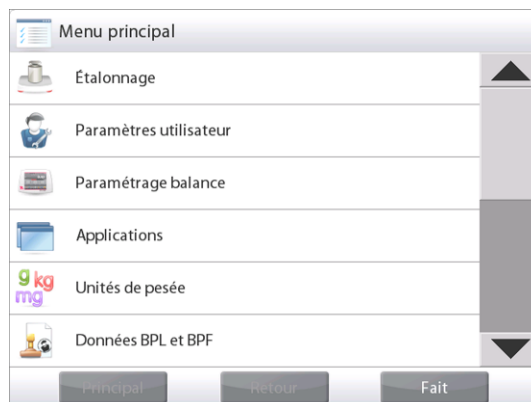 Menu principal
Étalonnage
Paramètres utilisateur
Paramétrage balance
Applications
g kg
mg
Unités de pesée
Données BPL et BPF
Principal
Retour
Fait